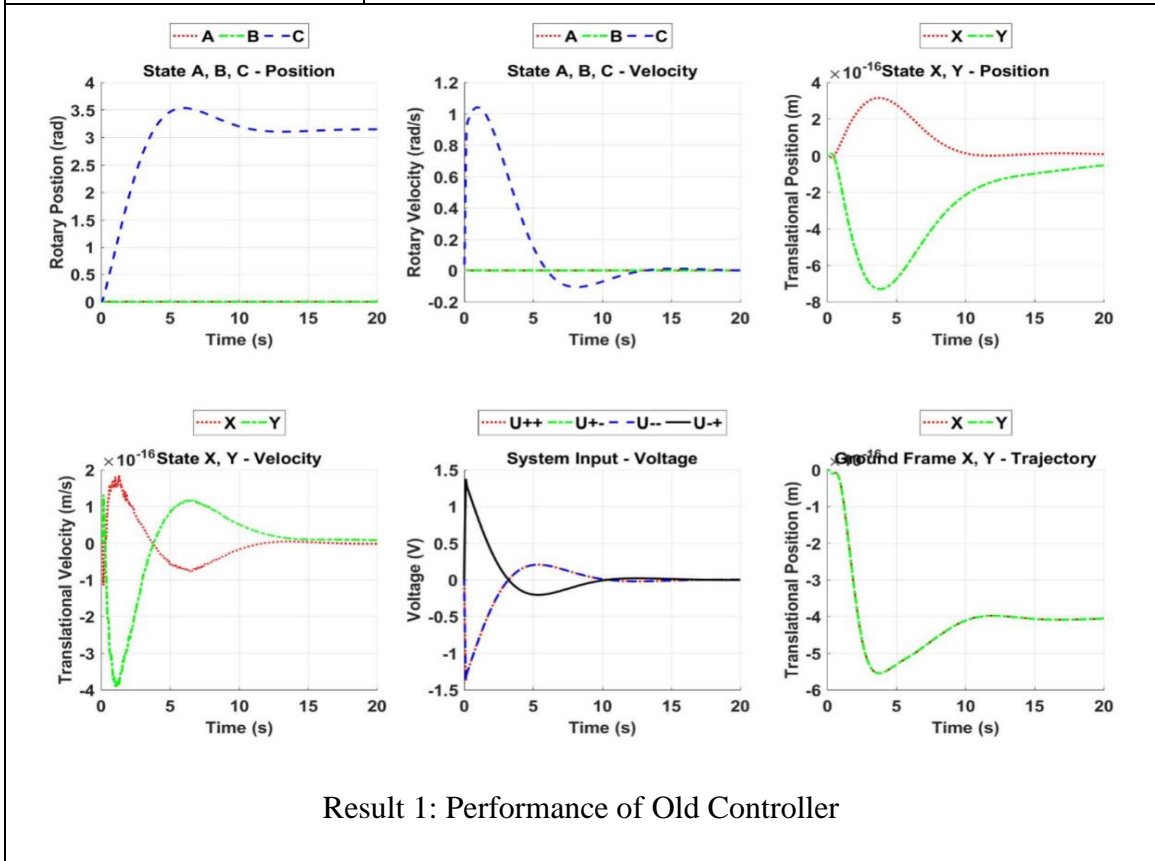 A B C
A B C
X Y
State A, B, C - Position
State A, B, C - Velocity
×10-16 State X, Y - Position
Rotary Postion (rad)
4
3.5
3
2.5
2
1.5
1
0.5
0
0 5 10 15 20
Time (s)
Rotary Velocity (rad/s)
1.2
1
0.8
0.6
0.4
0.2
0
-0.2
0 5 10 15 20
Time (s)
Translational Position (m)
4
2
0
-2
-4
-6
-8
0 5 10 15 20
Time (s)
X Y
U++ U+- U-- U-+
X Y
×10-16 State X, Y - Velocity
System Input - Voltage
Ground Frame X, Y - Trajectory
Translational Velocity (m/s)
2
1
0
-1
-2
-3
-4
0 5 10 15 20
Time (s)
Voltage (V)
1.5
1
0.5
0
-0.5
-1
-1.5
0 5 10 15 20
Time (s)
Translational Position (m)
0
-1
-2
-3
-4
-5
-6
0 5 10 15 20
Time (s)
Result 1: Performance of Old Controller